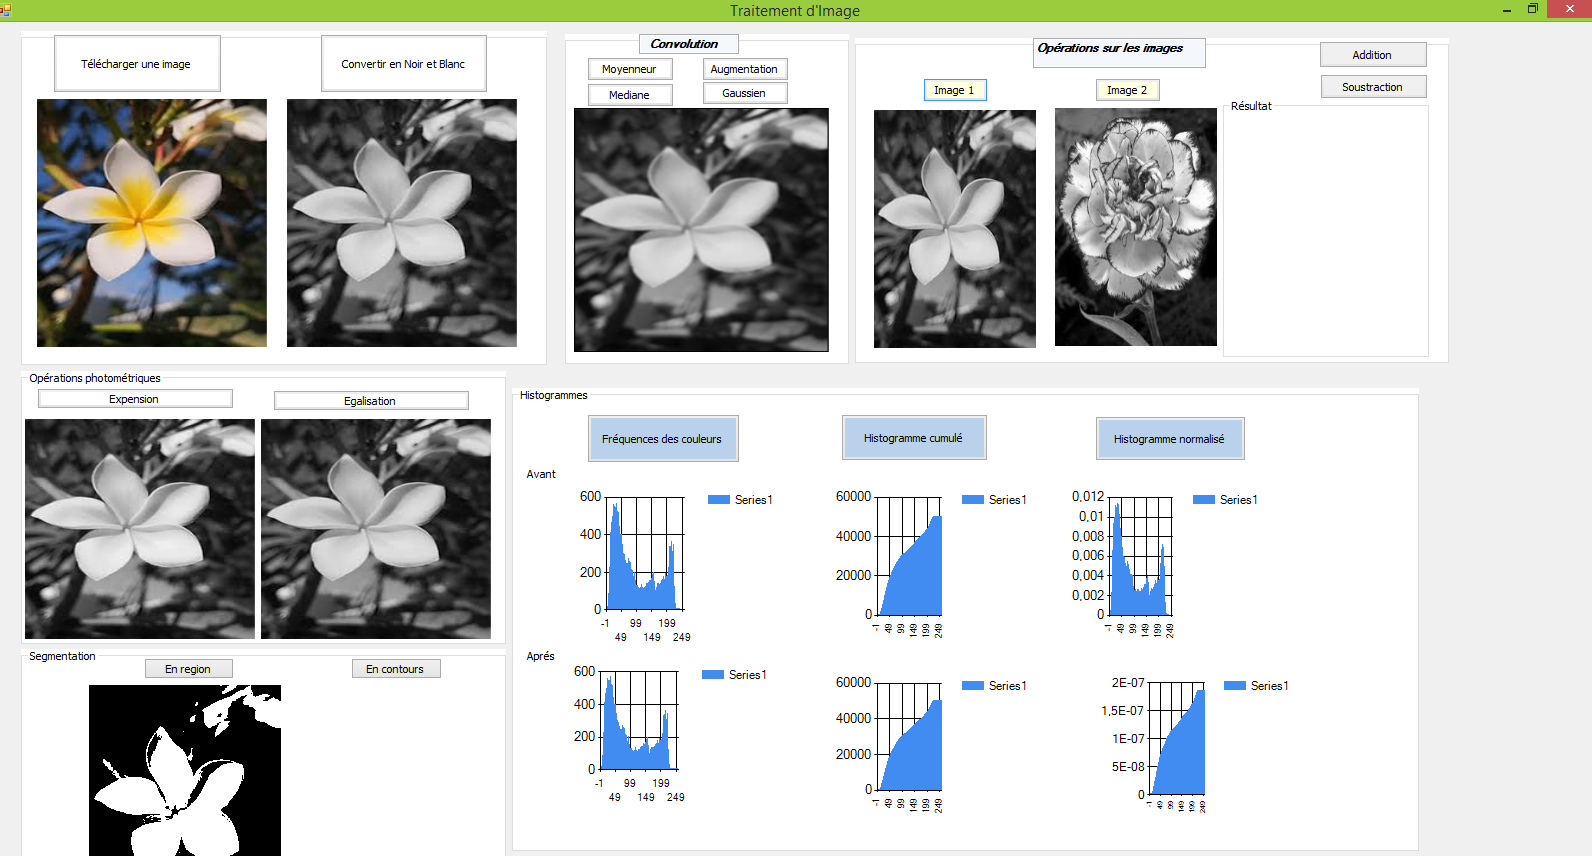 Traitement d'Image
Télécharger une image
Convertir en Noir et Blanc
Convolution
Moyenneur
Augmentation
Mediane
Gaussien
Opérations sur les images
Addition
Soustraction
Image 1
Image 2
Résultat
Opérations photométriques
Expension
Egalisation
Segmentation
En region
En contours
Histogrammes
Fréquences des couleurs
Histogramme cumulé
Histogramme normalisé
Avant
600
400
200
0
-1 99 199
49 149 249
Series1
60000
40000
20000
0
-1 49 99 149 199 249
Series1
0,012
0,01
0,008
0,006
0,004
0,002
0
-1 49 99 149 199 249
Series1
Aprés
600
400
200
0
-1 99 199
49 149 249
Series1
60000
40000
20000
0
-1 49 99 149 199 249
Series1
2E-07
1,5E-07
1E-07
5E-08
0
-1 49 99 149 199 249
Series1